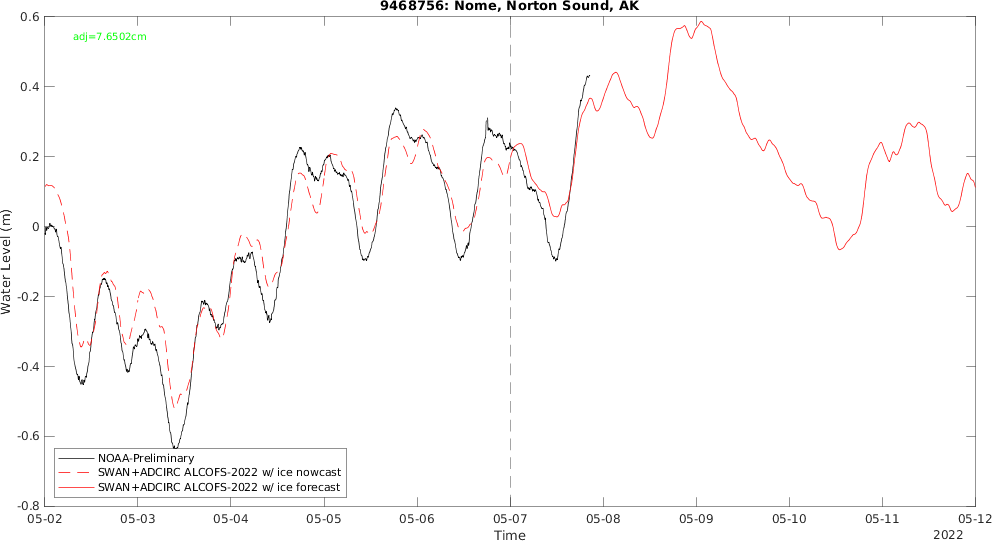 9468756: Nome, Norton Sound, AK
adj=7.6502cm
0.6
0.4
0.2
0
-0.2
-0.4
-0.6
-0.8
Water Level (m)
NOAA-Preliminary
SWAN+ADCIRC ALCOFS-2022 w/ ice nowcast
SWAN+ADCIRC ALCOFS-2022 w/ ice forecast
05-02 05-03 05-04 05-05 05-06 05-07 05-08 05-09 05-10 05-11 05-12
Time
2022